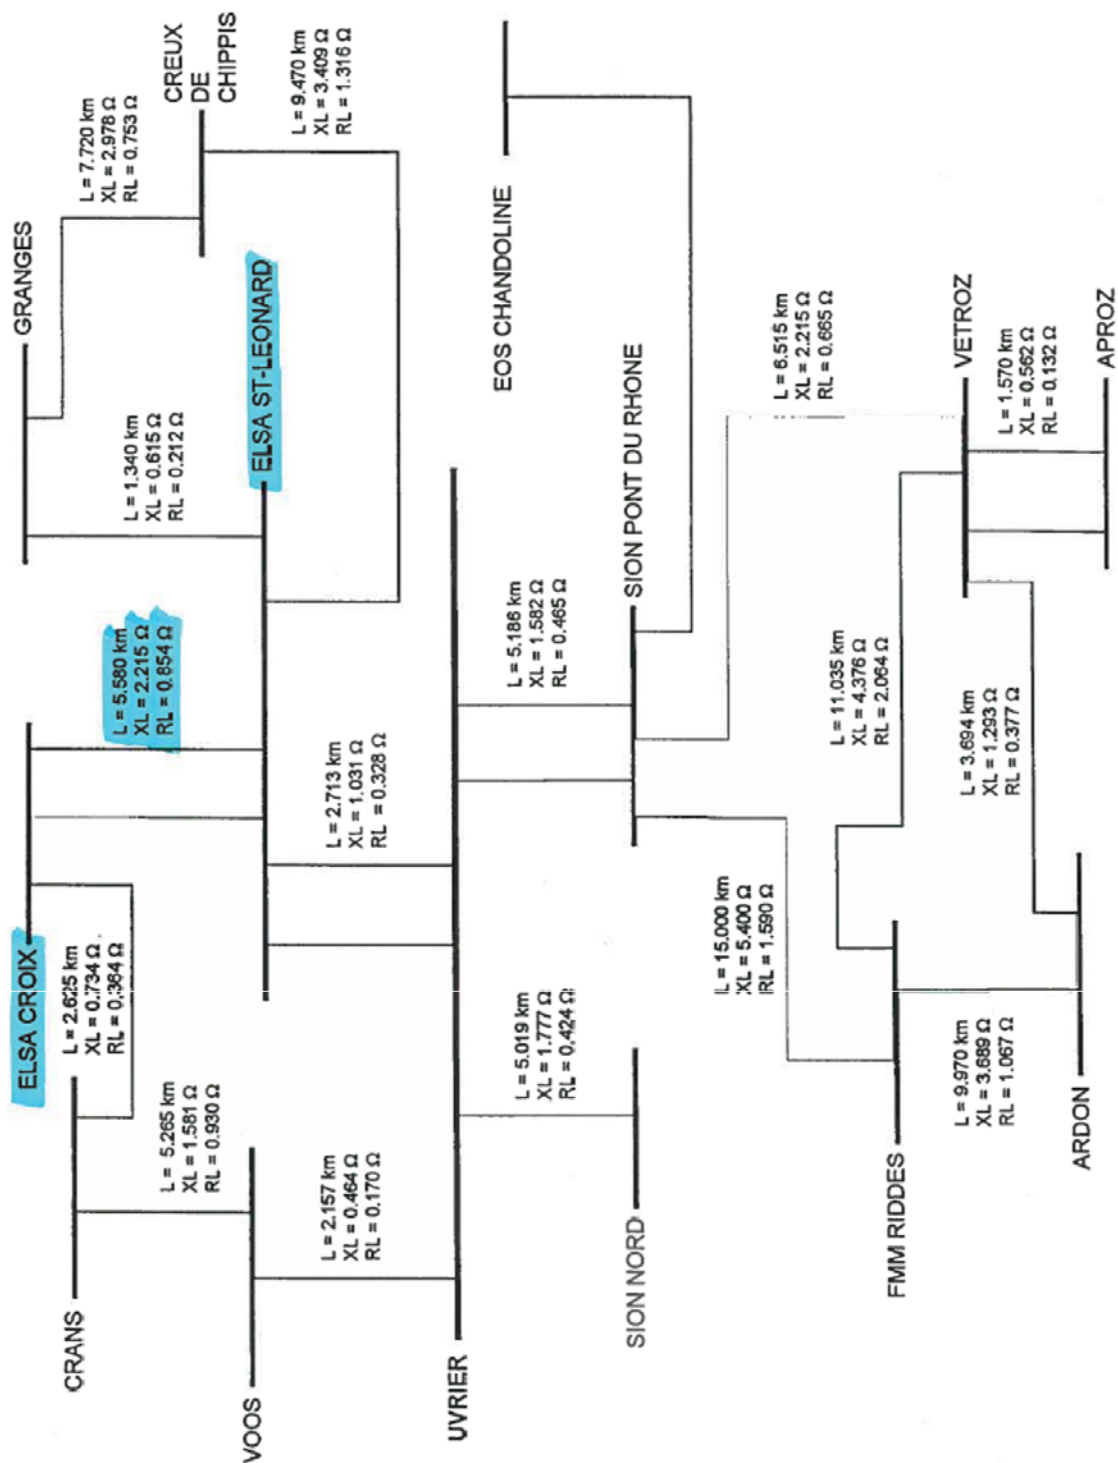 GRANGES
L = 7.720 km
XL = 2.978 Ω
RL = 0.753 Ω
CREUX
DE
CHIPPIS
L = 1.340 km
XL = 0.615 Ω
RL = 0.212 Ω
L = 9.470 km
XL = 3.409 Ω
RL = 1.316 Ω
ELSA CROIX
L = 5.580 km
XL = 2.215 Ω
RL = 0.854 Ω
ELSA ST-LEONARD
CRANS
L = 2.625 km
XL = 0.734 Ω
RL = 0.364 Ω
L = 5.265 km
XL = 1.581 Ω
RL = 0.930 Ω
VOOS
L = 2.713 km
XL = 1.031 Ω
RL = 0.328 Ω
L = 2.157 km
XL = 0.464 Ω
RL = 0.170 Ω
UVRIER
EOS CHANDOLINE
L = 5.186 km
XL = 1.582 Ω
RL = 0.465 Ω
L = 5.019 km
XL = 1.777 Ω
RL = 0.424 Ω
SION NORD
SION PONT DU RHONE
L = 6.515 km
XL = 2.215 Ω
RL = 0.665 Ω
L = 15.000 km
XL = 5.400 Ω
RL = 1.590 Ω
L = 11.035 km
XL = 4.376 Ω
RL = 2.064 Ω
FMM RIDDES
VETROZ
L = 1.570 km
XL = 0.562 Ω
RL = 0.132 Ω
L = 3.694 km
XL = 1.293 Ω
RL = 0.377 Ω
L = 9.970 km
XL = 3.689 Ω
RL = 1.067 Ω
ARDON
APROZ